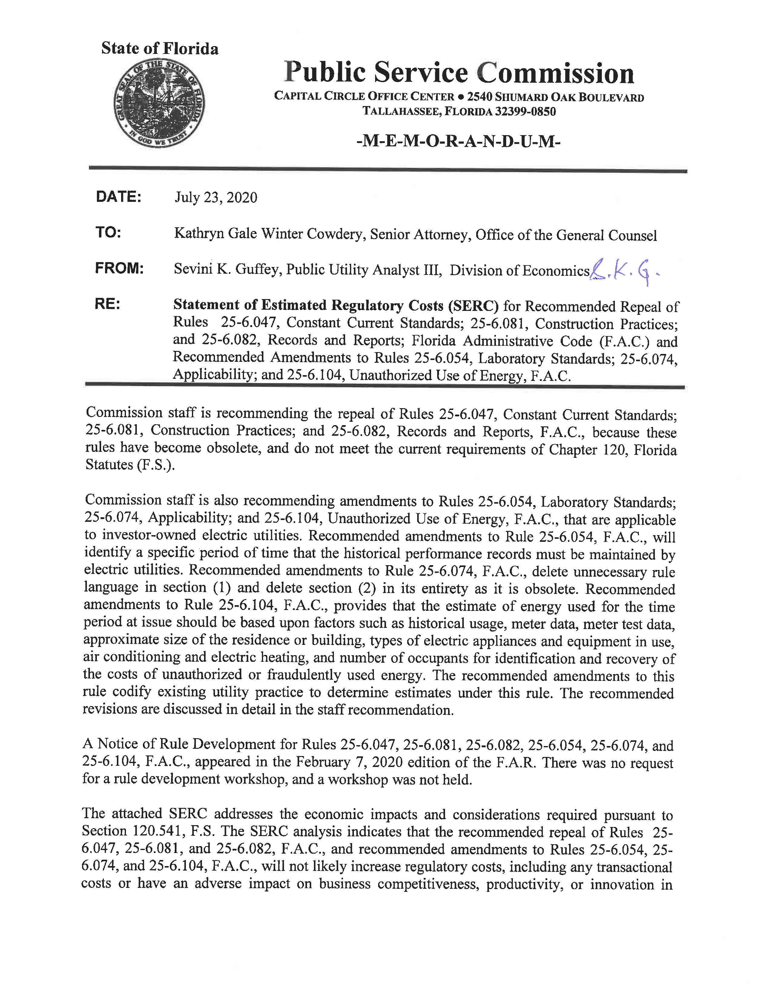 State of Florida
GREAT SEAL OF THE STATE OF FLORIDA
IN GOD WE TRUST
Public Service Commission
CAPITAL CIRCLE OFFICE CENTER • 2540 SHUMARD OAK BOULEVARD
TALLAHASSEE, FLORIDA 32399-0850
-M-E-M-O-R-A-N-D-U-M-
DATE: July 23, 2020
TO: Kathryn Gale Winter Cowdery, Senior Attorney, Office of the General Counsel
FROM: Sevini K. Guffey, Public Utility Analyst III, Division of Economics S.K.G.
RE: Statement of Estimated Regulatory Costs (SERC) for Recommended Repeal of
Rules 25-6.047, Constant Current Standards; 25-6.081, Construction Practices;
and 25-6.082, Records and Reports; Florida Administrative Code (F.A.C.) and
Recommended Amendments to Rules 25-6.054, Laboratory Standards; 25-6.074,
Applicability; and 25-6.104, Unauthorized Use of Energy, F.A.C.
Commission staff is recommending the repeal of Rules 25-6.047, Constant Current Standards;
25-6.081, Construction Practices; and 25-6.082, Records and Reports, F.A.C., because these
rules have become obsolete, and do not meet the current requirements of Chapter 120, Florida
Statutes (F.S.).
Commission staff is also recommending amendments to Rules 25-6.054, Laboratory Standards;
25-6.074, Applicability; and 25-6.104, Unauthorized Use of Energy, F.A.C., that are applicable
to investor-owned electric utilities. Recommended amendments to Rule 25-6.054, F.A.C., will
identify a specific period of time that the historical performance records must be maintained by
electric utilities. Recommended amendments to Rule 25-6.074, F.A.C., delete unnecessary rule
language in section (1) and delete section (2) in its entirety as it is obsolete. Recommended
amendments to Rule 25-6.104, F.A.C., provides that the estimate of energy used for the time
period at issue should be based upon factors such as historical usage, meter data, meter test data,
approximate size of the residence or building, types of electric appliances and equipment in use,
air conditioning and electric heating, and number of occupants for identification and recovery of
the costs of unauthorized or fraudulently used energy. The recommended amendments to this
rule codify existing utility practice to determine estimates under this rule. The recommended
revisions are discussed in detail in the staff recommendation.
A Notice of Rule Development for Rules 25-6.047, 25-6.081, 25-6.082, 25-6.054, 25-6.074, and
25-6.104, F.A.C., appeared in the February 7, 2020 edition of the F.A.R. There was no request
for a rule development workshop, and a workshop was not held.
The attached SERC addresses the economic impacts and considerations required pursuant to
Section 120.541, F.S. The SERC analysis indicates that the recommended repeal of Rules 25-
6.047, 25-6.081, and 25-6.082, F.A.C., and recommended amendments to Rules 25-6.054, 25-
6.074, and 25-6.104, F.A.C., will not likely increase regulatory costs, including any transactional
costs or have an adverse impact on business competitiveness, productivity, or innovation in